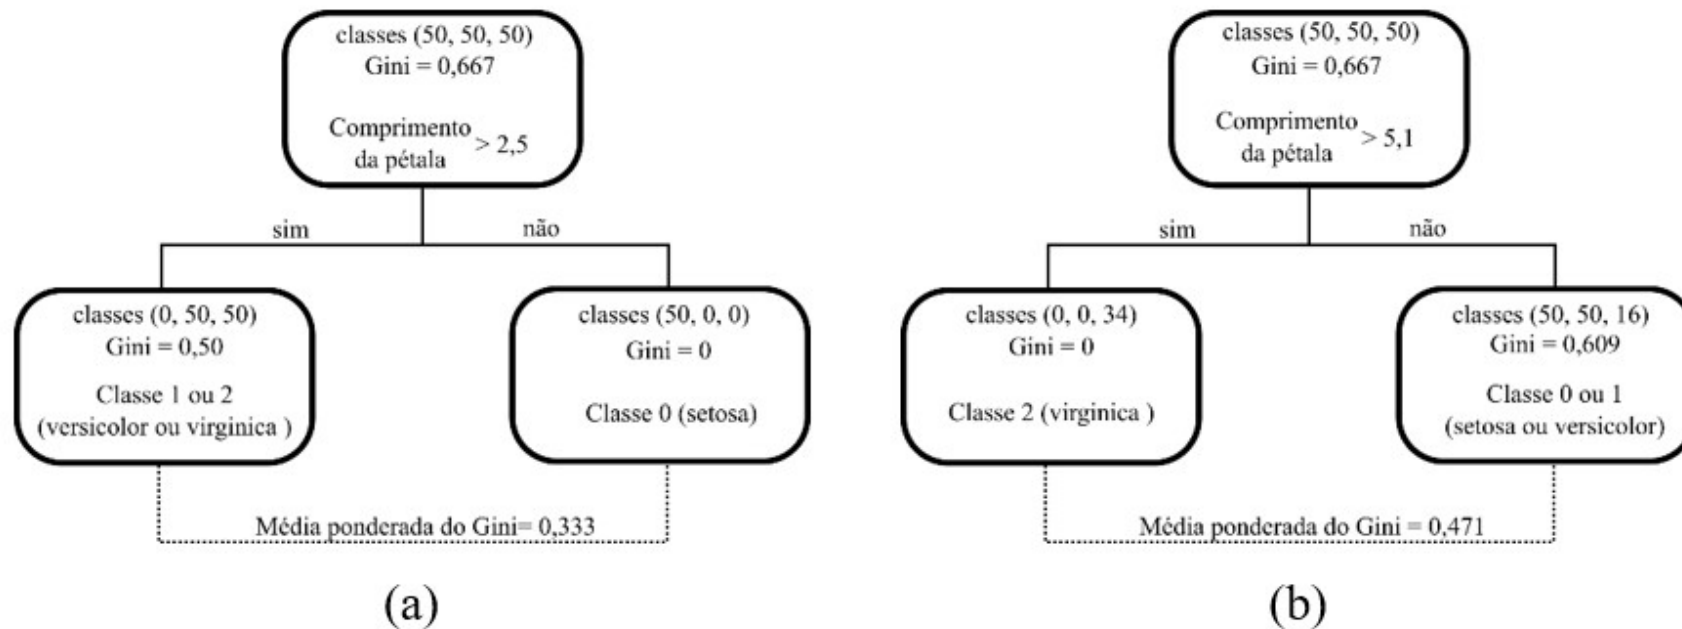 classes (50, 50, 50)
Gini = 0,667
Comprimento
da pétala > 2,5
sim
não
classes (0, 50, 50)
Gini = 0,50
Classe 1 ou 2
(versicolor ou virginica )
classes (50, 0, 0)
Gini = 0
Classe 0 (setosa)
Média ponderada do Gini= 0,333
(a)
classes (50, 50, 50)
Gini = 0,667
Comprimento
da pétala > 5,1
sim
não
classes (0, 0, 34)
Gini = 0
Classe 2 (virginica )
classes (50, 50, 16)
Gini = 0,609
Classe 0 ou 1
(setosa ou versicolor)
Média ponderada do Gini = 0,471
(b)